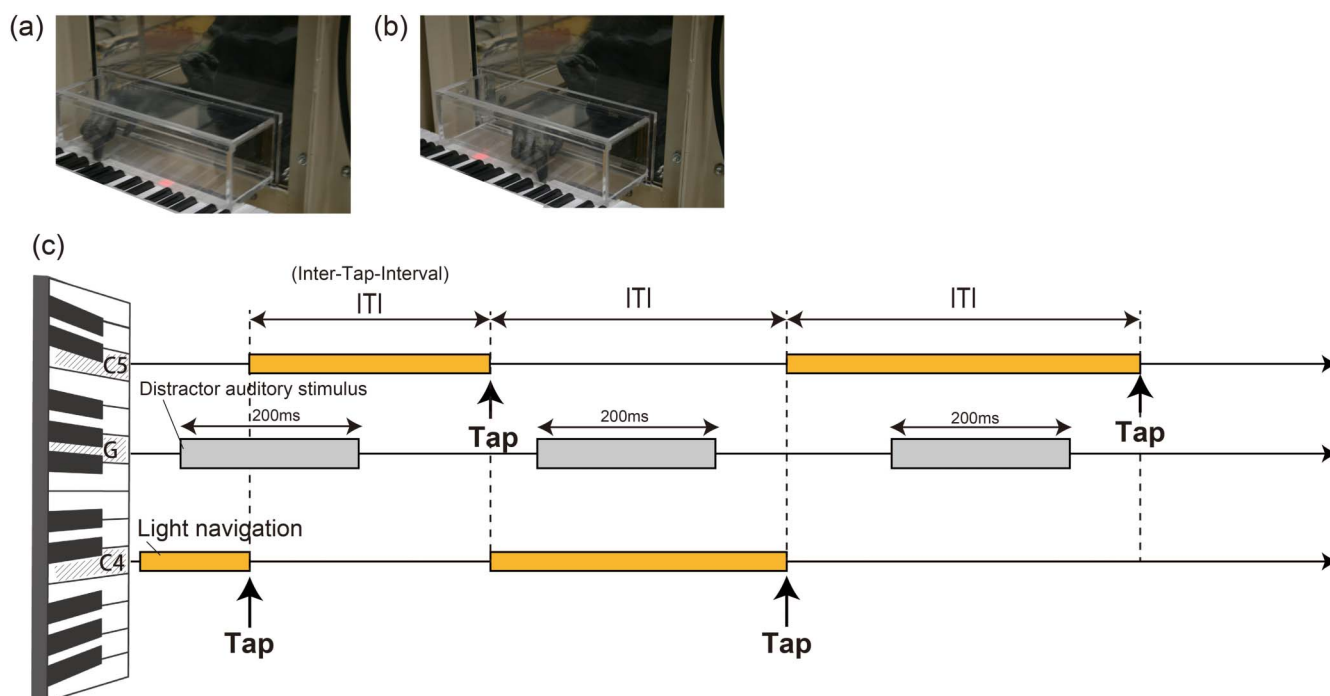 (a)
(b)
(c)
(Inter-Tap-Interval)
ITI
ITI
ITI
C5
Distractor auditory stimulus
200ms
200ms
200ms
Tap
Tap
G
Light navigation
C4
Tap
Tap